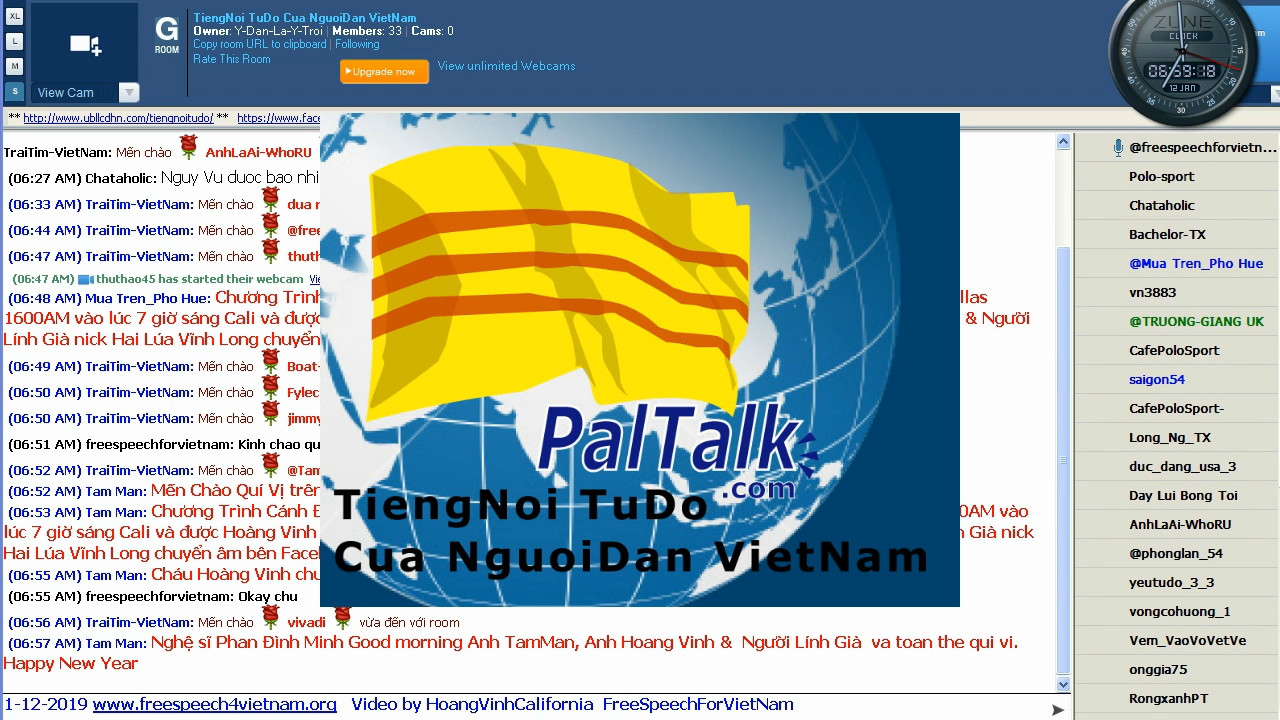 XL
L
M
S
View Cam
G
ROOM
TiengNoi TuDo Cua NguoiDan VietNam
Owner: Y-Dan-La-Y-Troi | Members: 33 | Cams: 0
Copy room URL to clipboard | Following
Rate This Room
Upgrade now
View unlimited Webcams
ZUNE
CLOCK
06:59:18
12 JAN
45
15
30
** http://www.ubllcdhn.com/tiengnoitudo/ ** https://www.face
TraiTim-VietNam: Mến chào AnhLaAi-WhoRU
(06:27 AM) Chataholic: Nguy Vu duoc bao nhi
(06:33 AM) TraiTim-VietNam: Mến chào dua
(06:44 AM) TraiTim-VietNam: Mến chào @free
(06:47 AM) TraiTim-VietNam: Mến chào thuth
(06:47 AM) thuthao45 has started their webcam
(06:48 AM) Mua Tren_Pho Hue: Chương Trình llas
1600AM vào lúc 7 giờ sáng Cali và được & Người
Lính Già nick Hai Lúa Vĩnh Long chuyển
(06:49 AM) TraiTim-VietNam: Mến chào Boat-
(06:50 AM) TraiTim-VietNam: Mến chào Fylec
(06:50 AM) TraiTim-VietNam: Mến chào jimmy
(06:51 AM) freespeechforvietnam: Kinh chao qu
(06:52 AM) TraiTim-VietNam: Mến chào @Tam
(06:52 AM) Tam Man: Mến Chào Quí Vị trên
(06:53 AM) Tam Man: Chương Trình Cánh Đ 0AM vào
lúc 7 giờ sáng Cali và được Hoàng Vinh h Già nick
Hai Lúa Vĩnh Long chuyển âm bên Face
(06:55 AM) Tam Man: Cháu Hoàng Vinh chu
(06:55 AM) freespeechforvietnam: Okay chu
(06:56 AM) TraiTim-VietNam: Mến chào vivadi vừa đến với room
(06:57 AM) Tam Man: Nghệ sĩ Phan Đình Minh Good morning Anh TamMan, Anh Hoang Vinh & Người Lính Già va toan the qui vi.
Happy New Year
PalTalk
.com
TiengNoi TuDo
Cua NguoiDan VietNam
@freespeechforvietn...
Polo-sport
Chataholic
Bachelor-TX
@Mua Tren_Pho Hue
vn3883
@TRUONG-GIANG UK
CafePoloSport
saigon54
CafePoloSport-
Long_Ng_TX
duc_dang_usa_3
Day Lui Bong Toi
AnhLaAi-WhoRU
@phonglan_54
yeutudo_3_3
vongcohuong_1
Vem_VaoVoVetVe
onggia75
RongxanhPT
1-12-2019 www.freespeech4vietnam.org Video by HoangVinhCalifornia FreeSpeechForVietNam